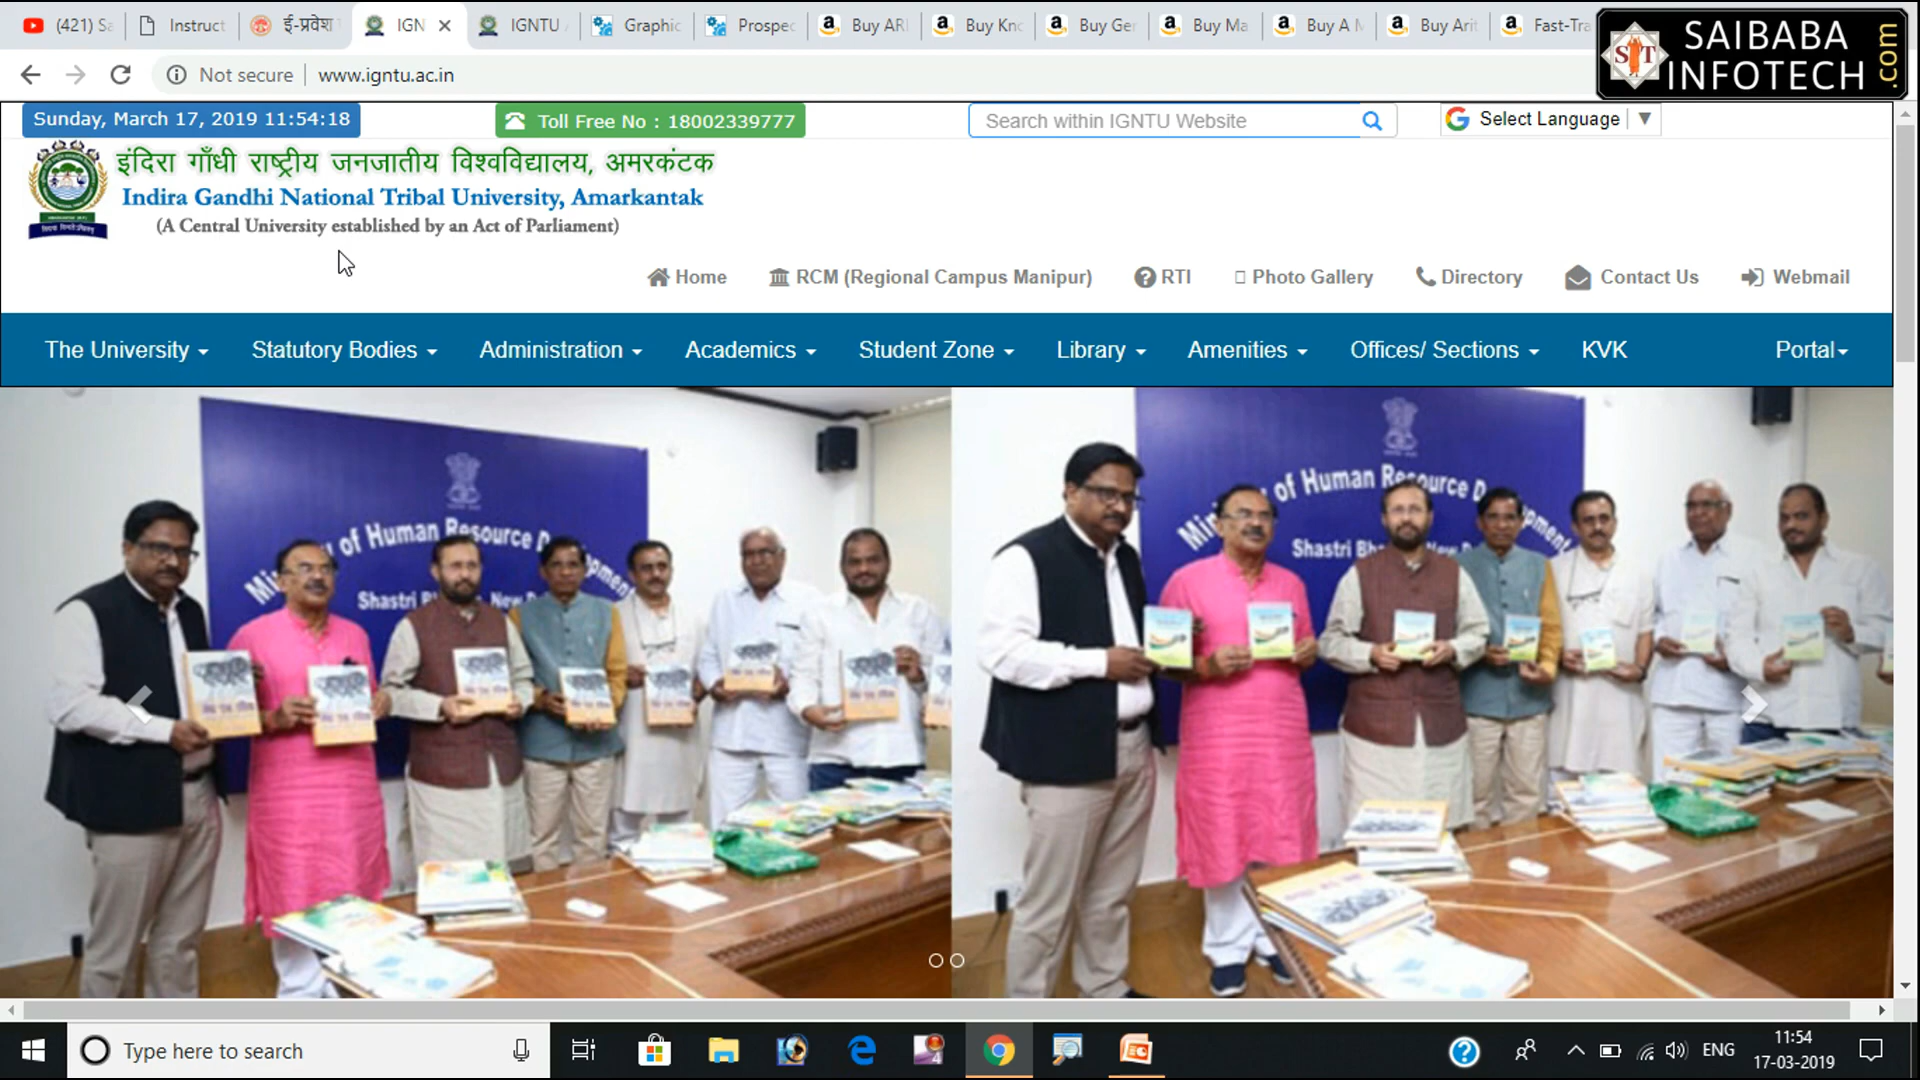 (421) Sa
Instruct
ई-प्रवेश
IGN
IGNTU
Graphic
Prospec
Buy ARI
Buy Kno
Buy Ger
Buy Ma
Buy A M
Buy Arit
Fast-Tra
SAIBABA
INFOTECH
.com
SIT
Not secure
www.igntu.ac.in
Sunday, March 17, 2019 11:54:18
Toll Free No : 18002339777
Search within IGNTU Website
Select Language
इंदिरा गाँधी राष्ट्रीय जनजातीय विश्वविद्यालय, अमरकंटक
Indira Gandhi National Tribal University, Amarkantak
(A Central University established by an Act of Parliament)
Home
RCM (Regional Campus Manipur)
RTI
Photo Gallery
Directory
Contact Us
Webmail
The University
Statutory Bodies
Administration
Academics
Student Zone
Library
Amenities
Offices/ Sections
KVK
Portal
of Human Resource D
Shastri
of Human Resource D
Shastri
Type here to search
ENG
11:54
17-03-2019